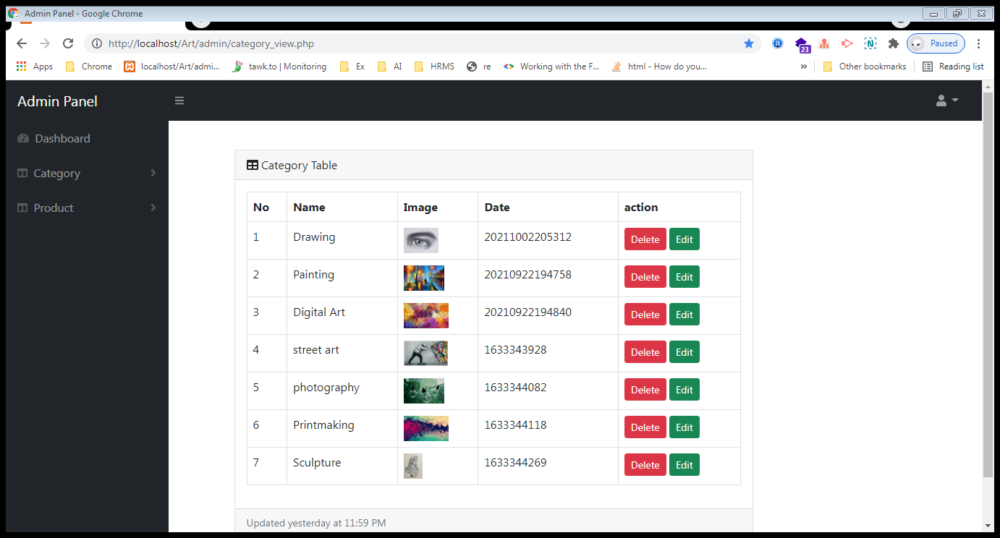 Admin Panel - Google Chrome
http://localhost/Art/admin/category_view.php
23
Paused
Apps
Chrome
localhost/Art/admi...
tawk.to | Monitoring
Ex
AI
HRMS
re
Working with the F...
html - How do you...
»
Other bookmarks
Reading list
Admin Panel
Dashboard
Category
Product
Category Table
No Name Image Date action
1 Drawing 20211002205312 Delete Edit
2 Painting 20210922194758 Delete Edit
3 Digital Art 20210922194840 Delete Edit
4 street art 1633343928 Delete Edit
5 photography 1633344082 Delete Edit
6 Printmaking 1633344118 Delete Edit
7 Sculpture 1633344269 Delete Edit
Updated yesterday at 11:59 PM